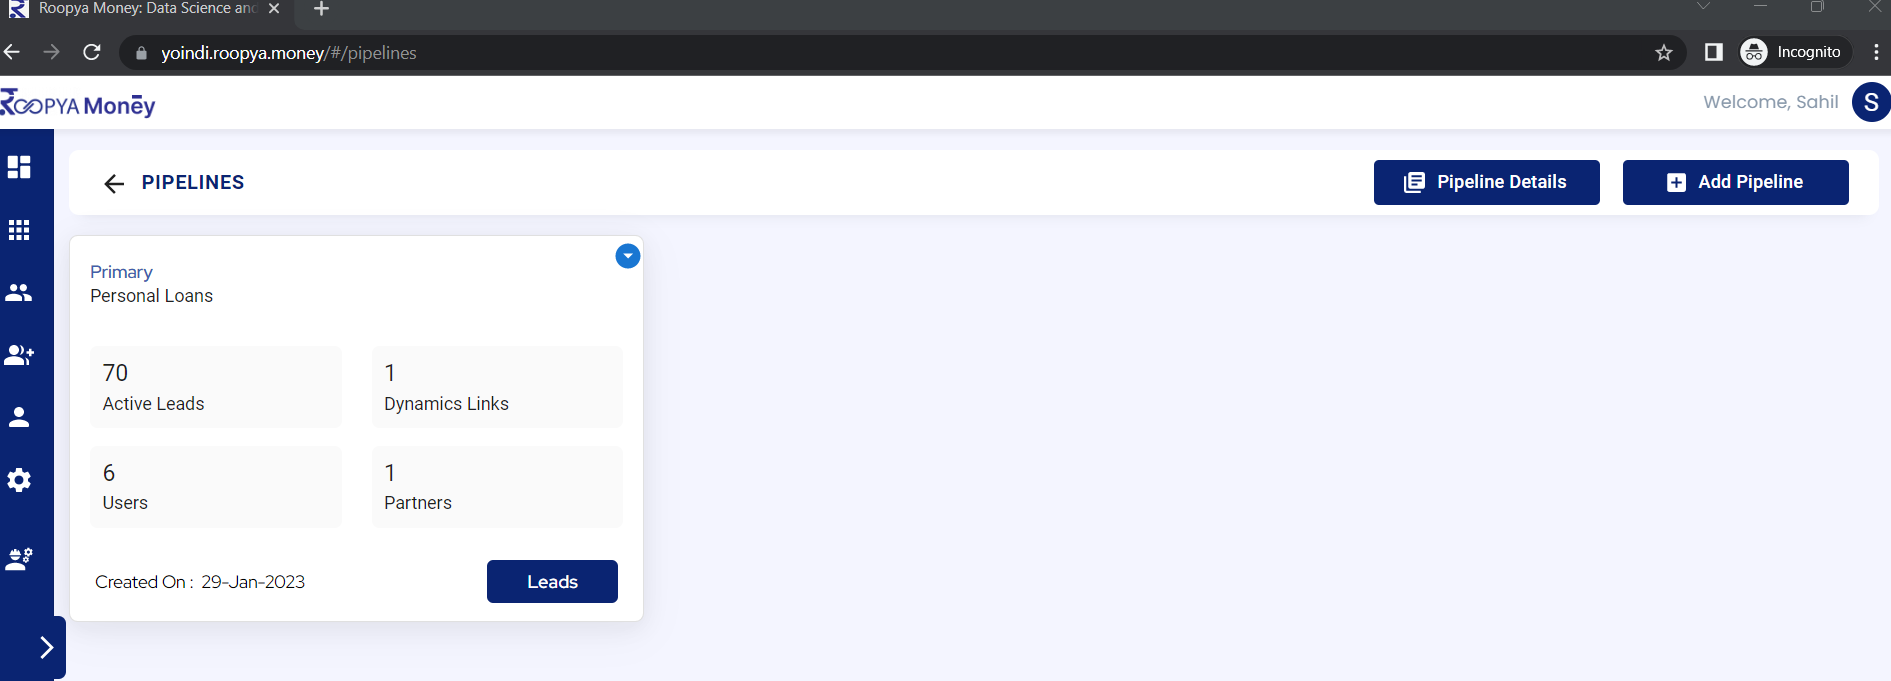 Roopya Money: Data Science and
yoindi.roopya.money/#/pipelines
Incognito
ROOPYA Money
Welcome, Sahil
S
PIPELINES
Pipeline Details
Add Pipeline
Primary
Personal Loans
70
Active Leads
1
Dynamics Links
6
Users
1
Partners
Created On : 29-Jan-2023
Leads